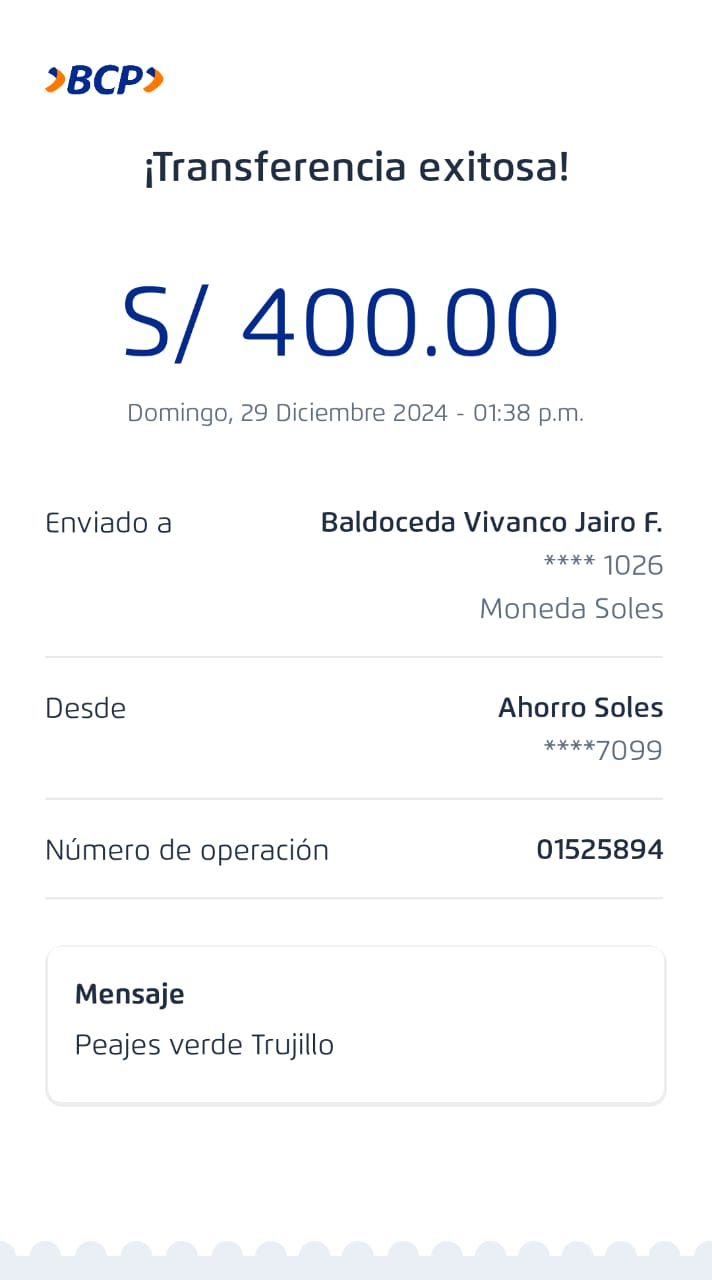 BCP
¡Transferencia exitosa!
S/ 400.00
Domingo, 29 Diciembre 2024 - 01:38 p.m.
Enviado a Baldoceda Vivanco Jairo F.
**** 1026
Moneda Soles
Desde Ahorro Soles
****7099
Número de operación 01525894
Mensaje
Peajes verde Trujillo